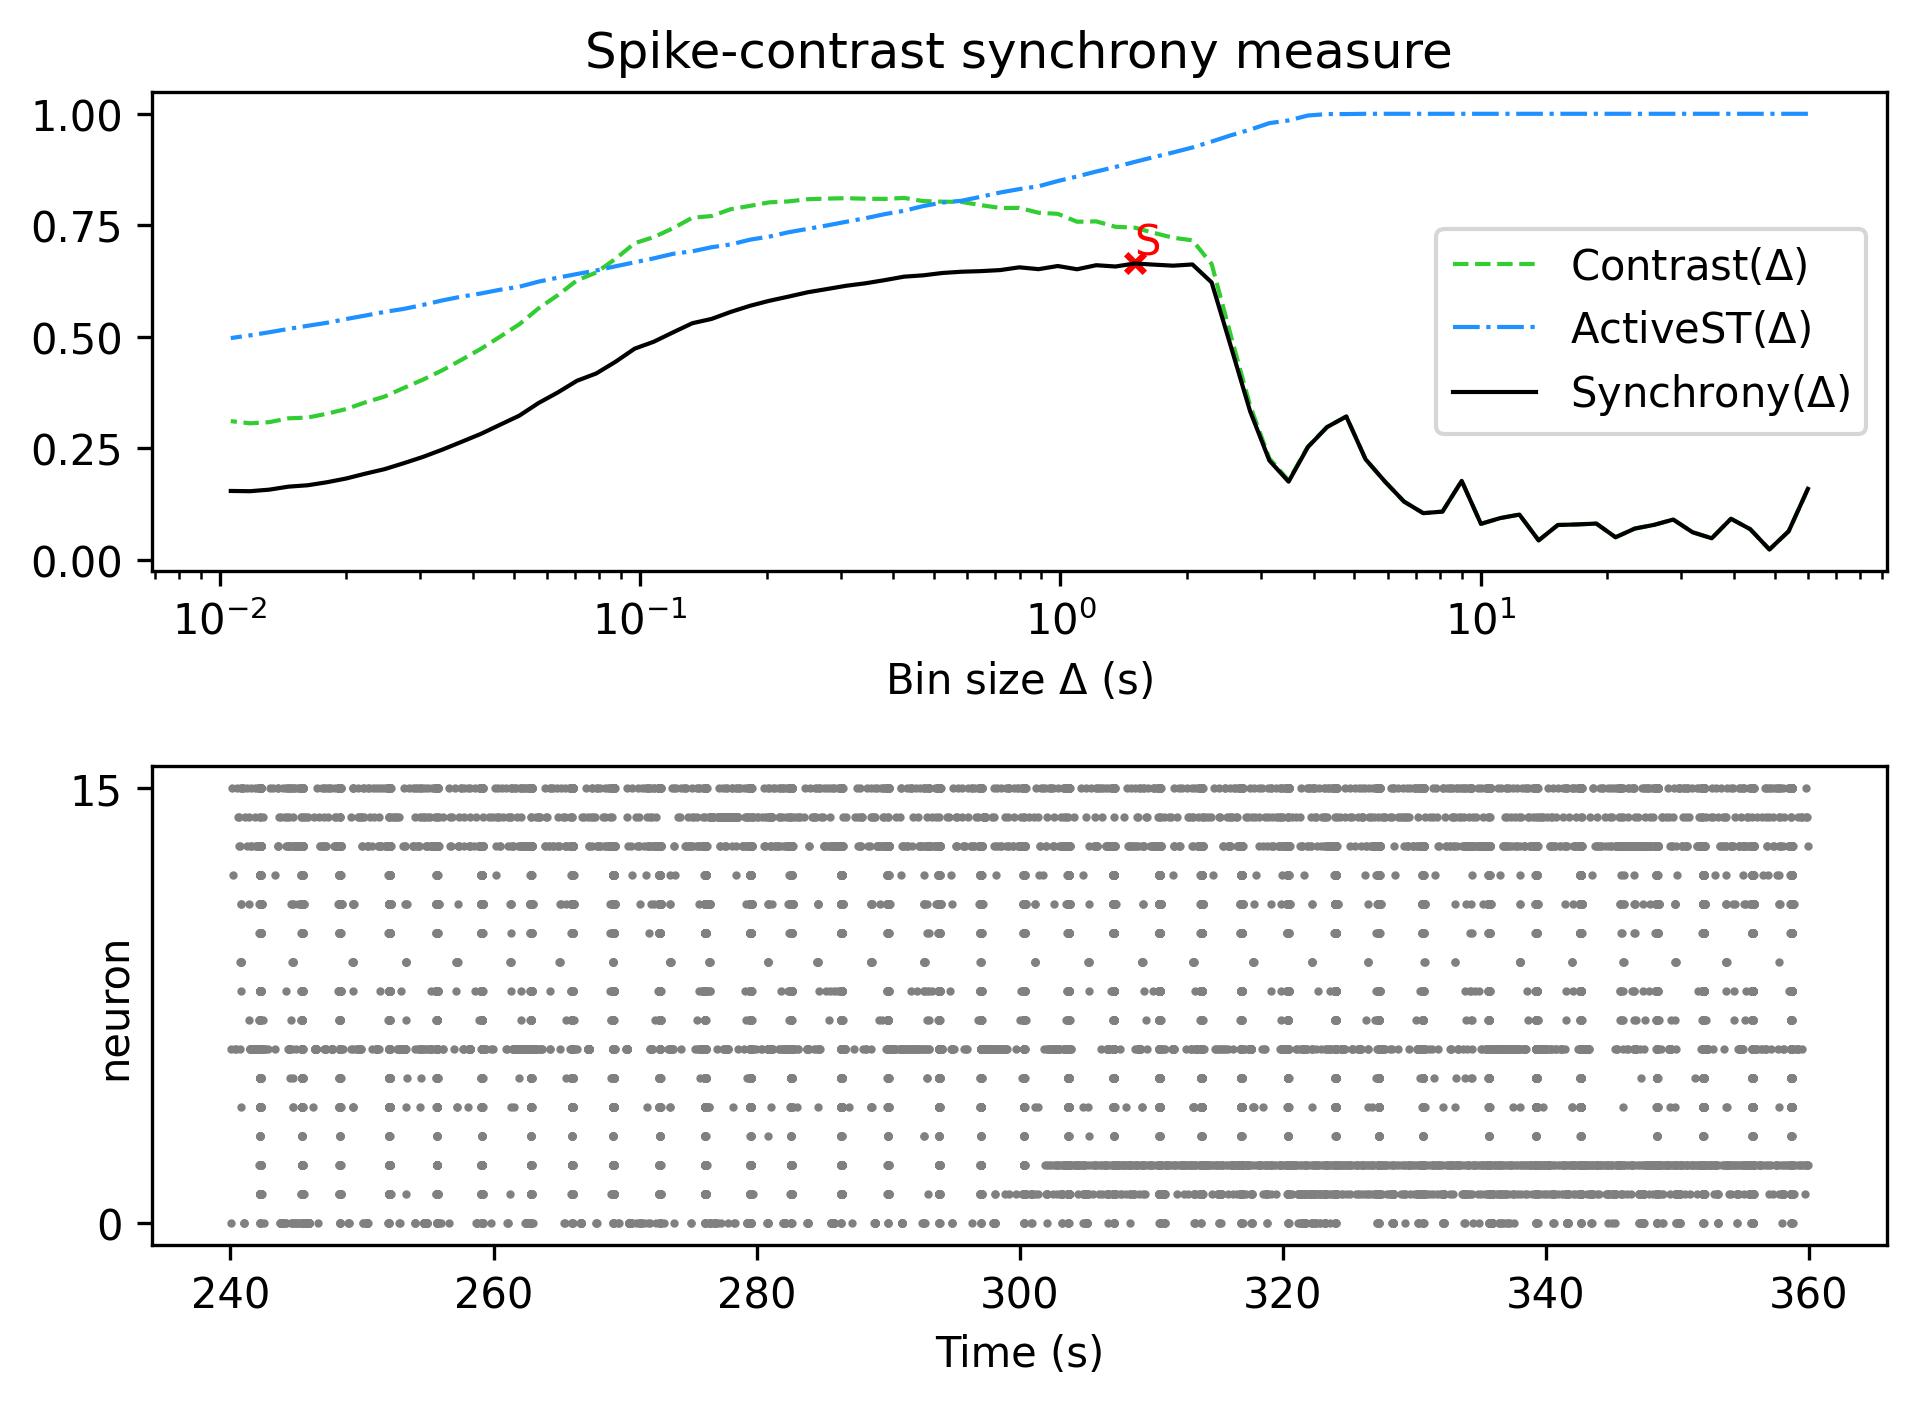 Spike-contrast synchrony measure
1.00
0.75
0.50
0.25
0.00
S
Contrast(Δ)
ActiveST(Δ)
Synchrony(Δ)
10⁻² 10⁻¹ 10⁰ 10¹
Bin size Δ (s)
15
0
neuron
240 260 280 300 320 340 360
Time (s)